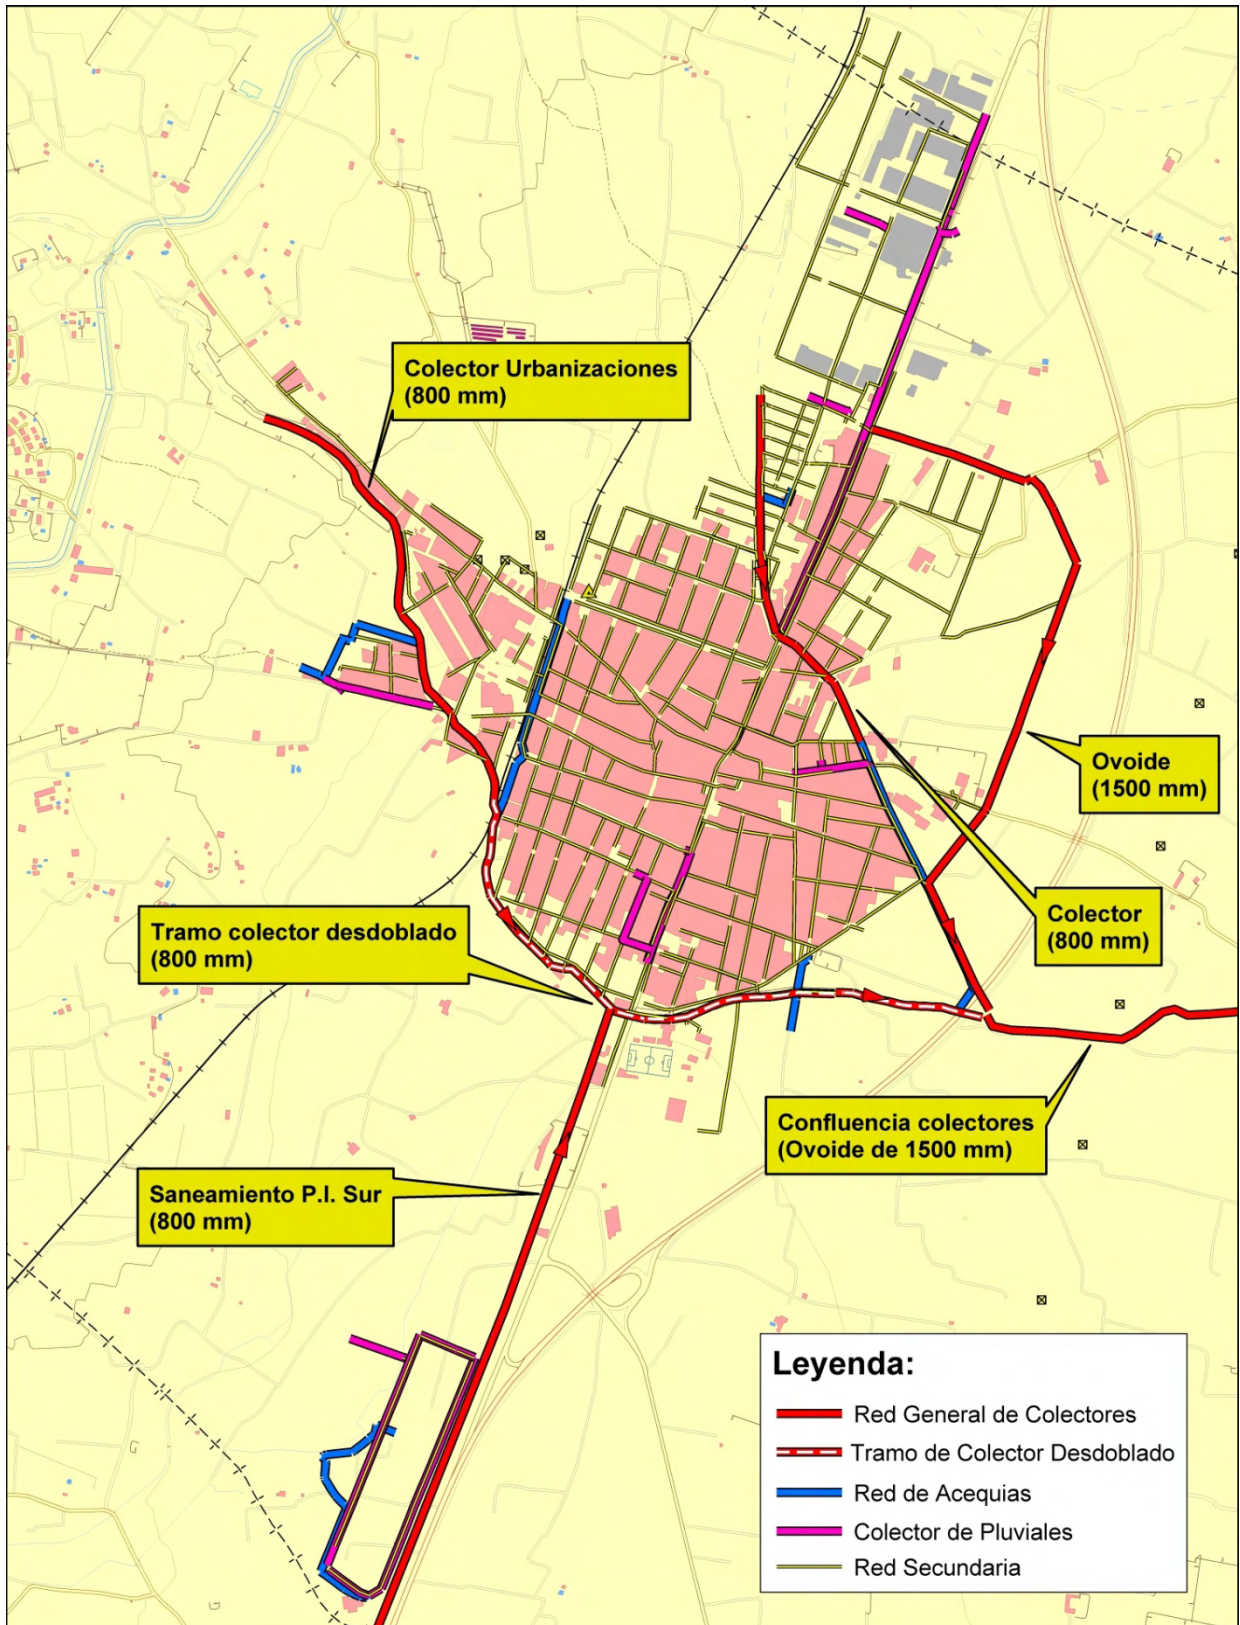 Colector Urbanizaciones
(800 mm)
Ovoide
(1500 mm)
Colector
(800 mm)
Tramo colector desdoblado
(800 mm)
Confluencia colectores
(Ovoide de 1500 mm)
Saneamiento P.I. Sur
(800 mm)
Leyenda:
Red General de Colectores
Tramo de Colector Desdoblado
Red de Acequias
Colector de Pluviales
Red Secundaria